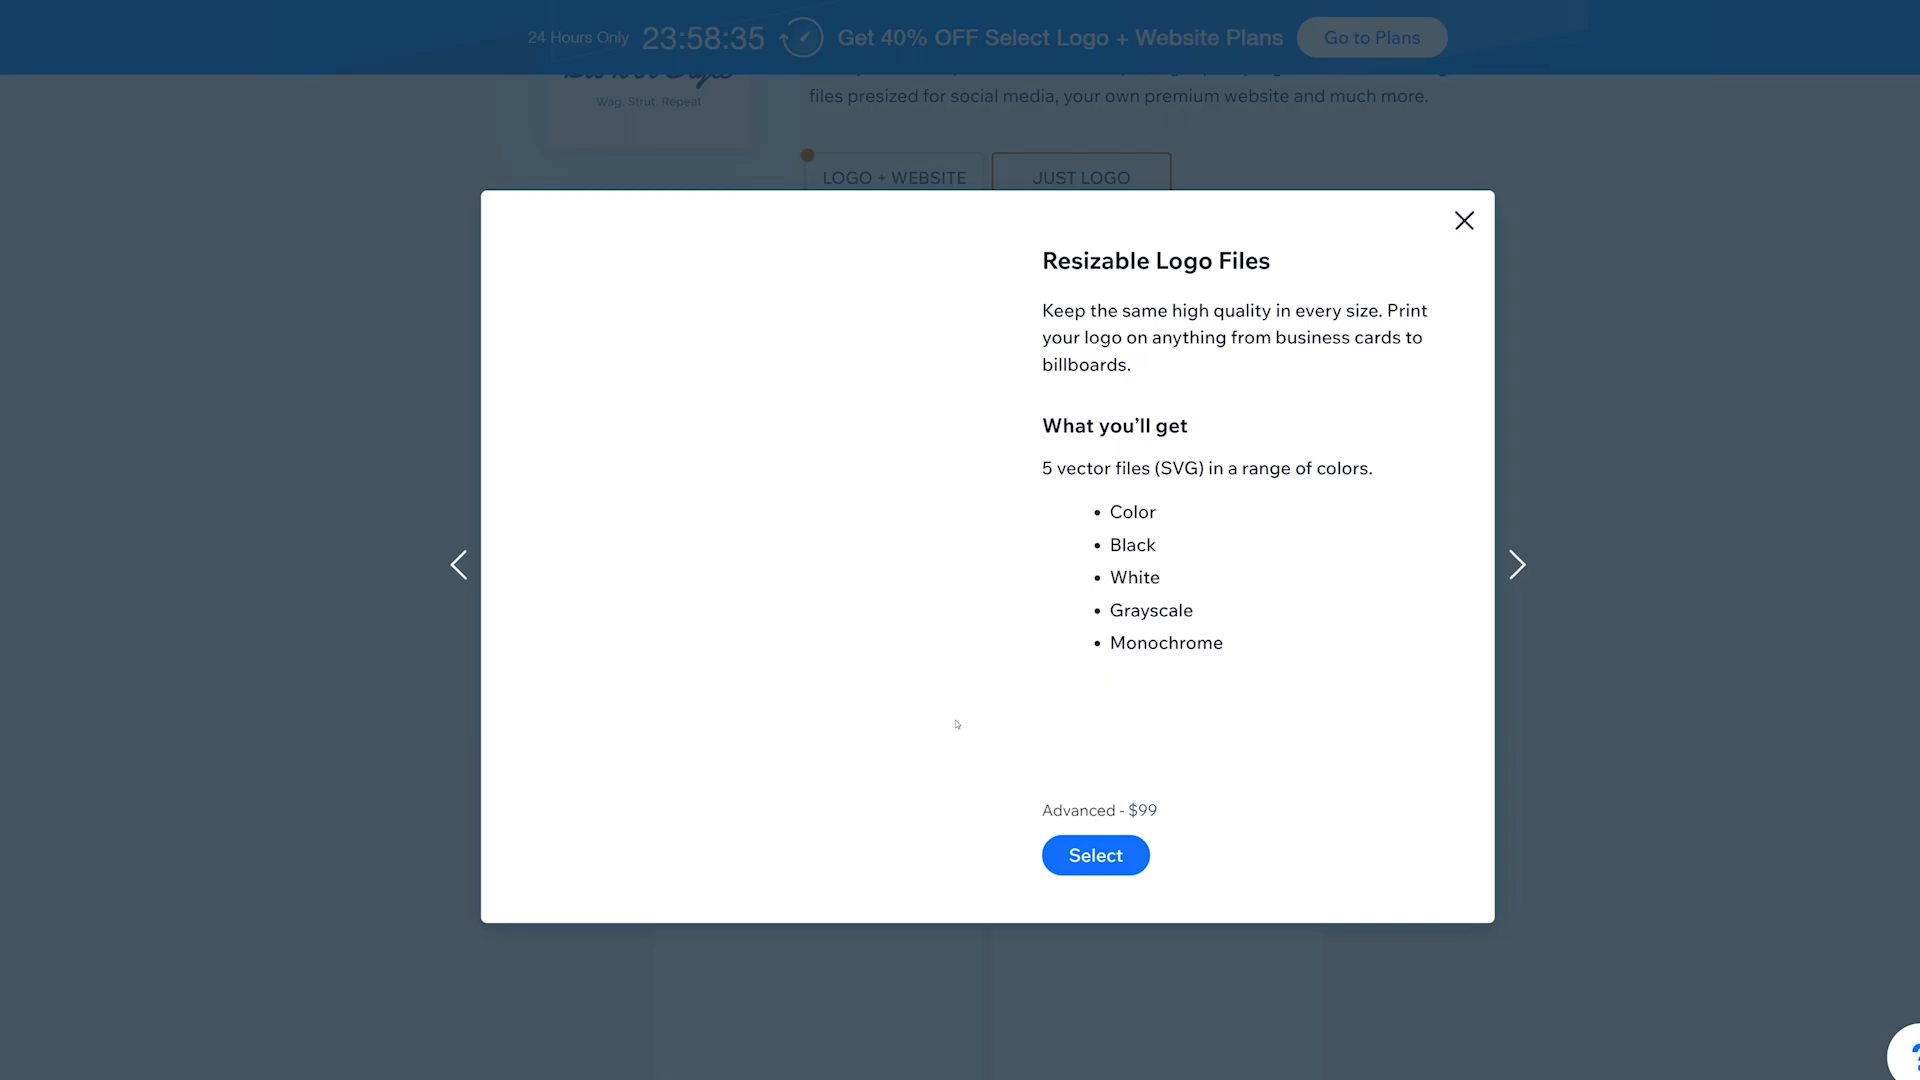 24 Hours Only 23:58:35 Get 40% OFF Select Logo + Website Plans Go to Plans
Wag. Strut. Repeat
files presized for social media, your own premium website and much more.
LOGO + WEBSITE
JUST LOGO
Resizable Logo Files
Keep the same high quality in every size. Print
your logo on anything from business cards to
billboards.
What you’ll get
5 vector files (SVG) in a range of colors.
• Color
• Black
• White
• Grayscale
• Monochrome
Advanced - $99
Select